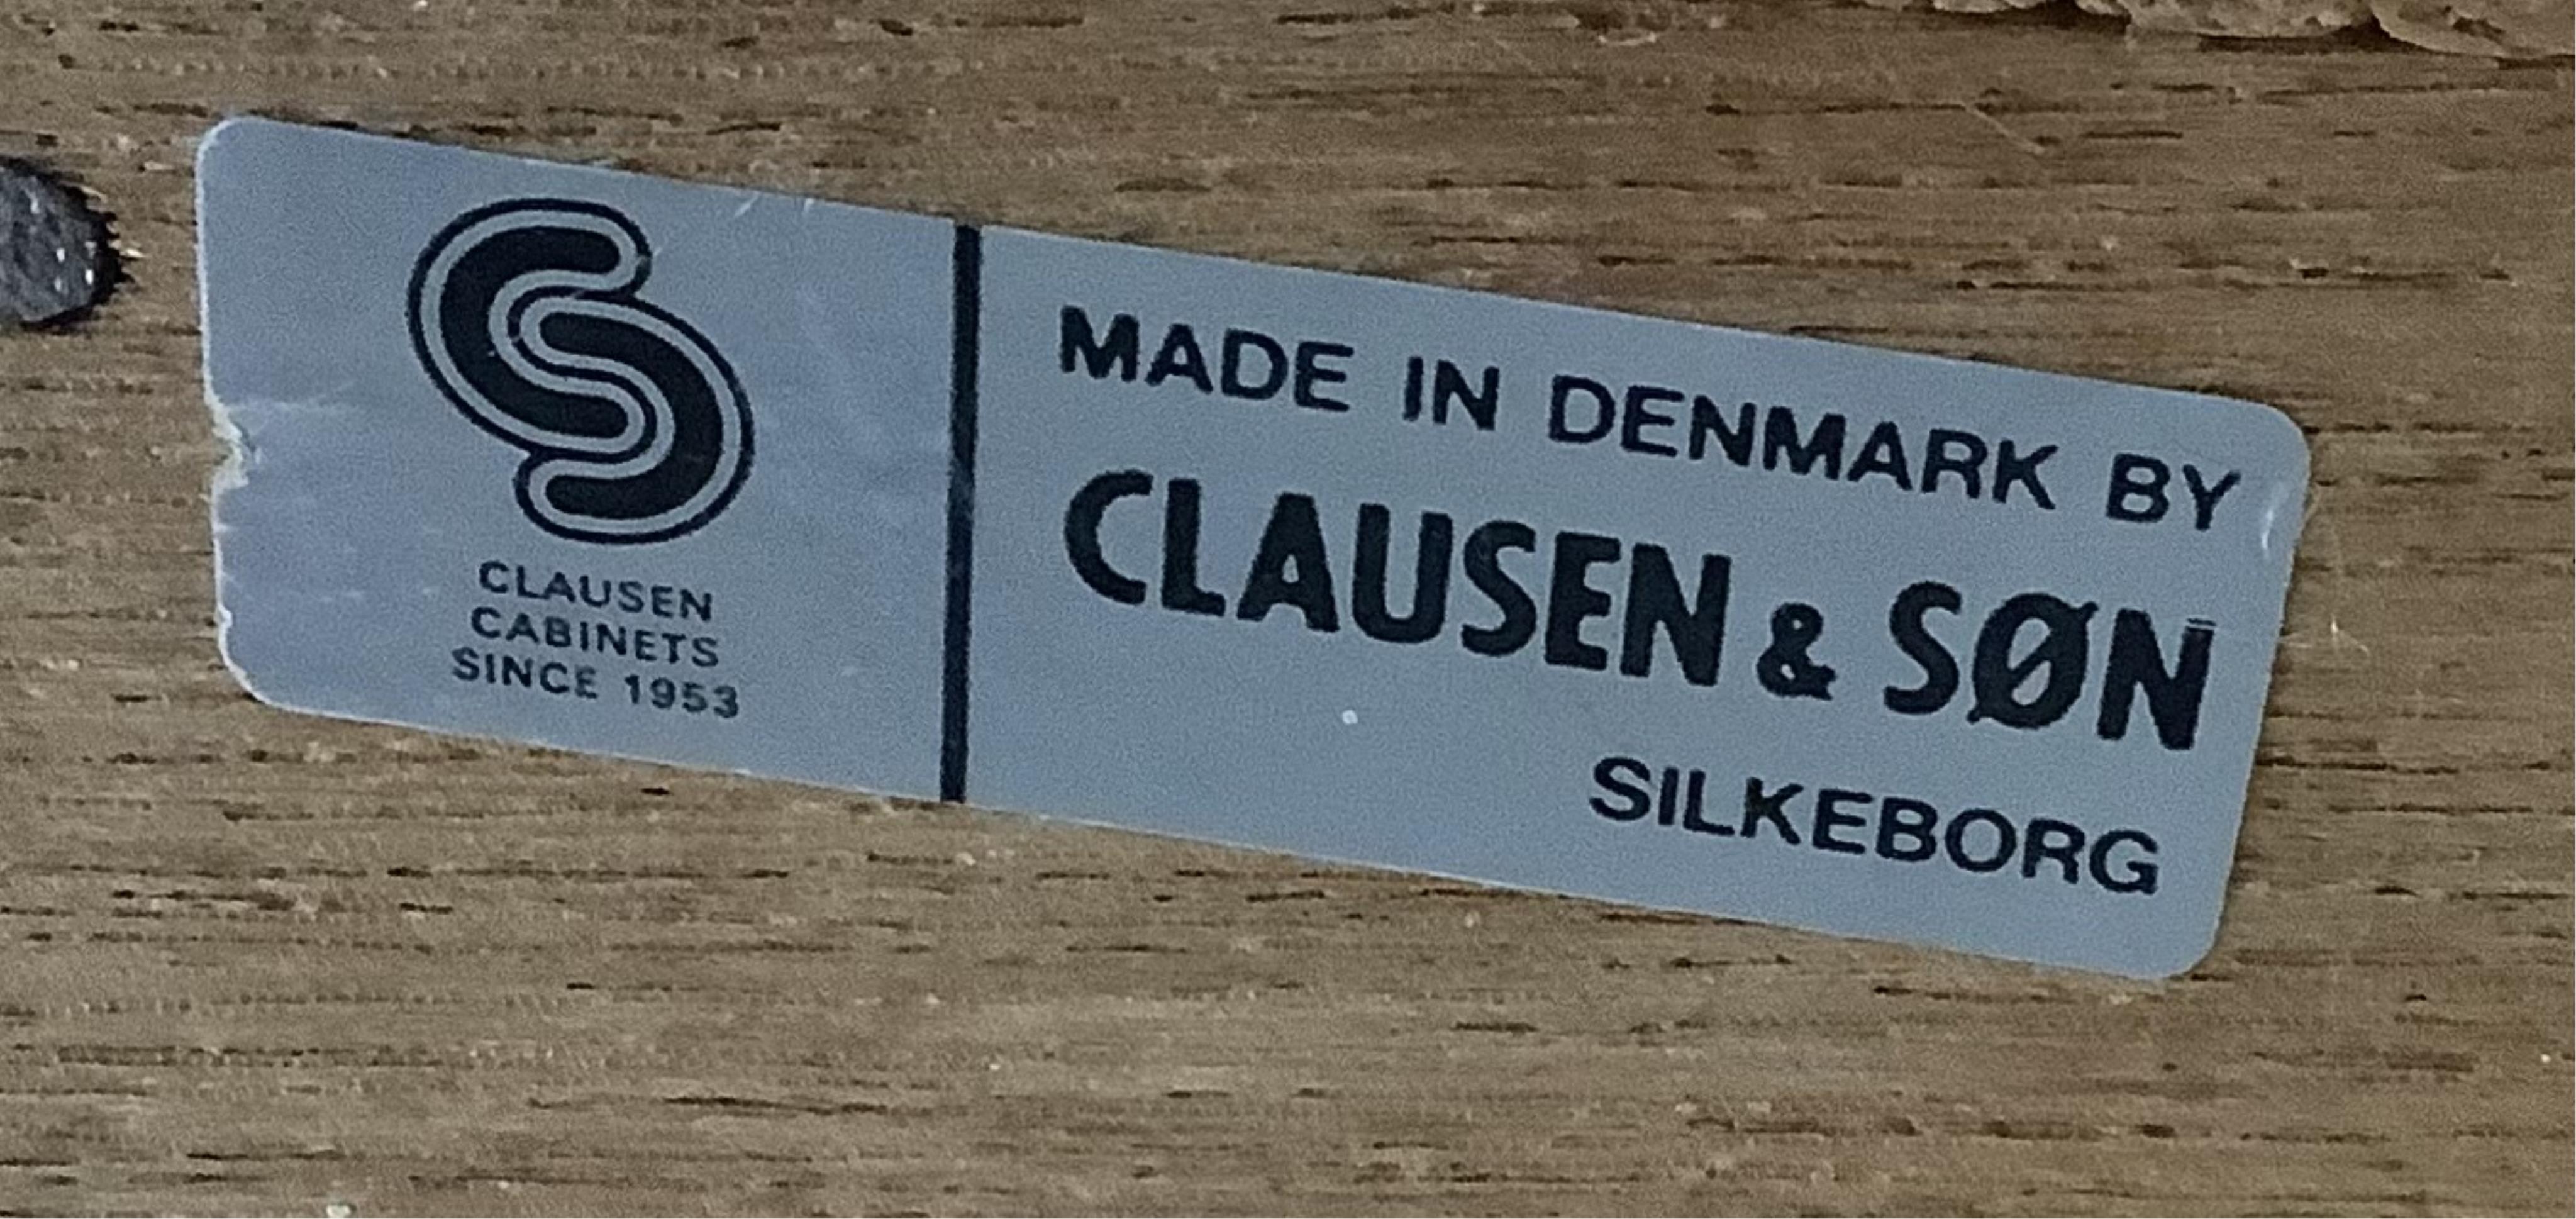 CLAUSEN
CABINETS
SINCE 1953
MADE IN DENMARK BY
CLAUSEN & SØN
SILKEBORG